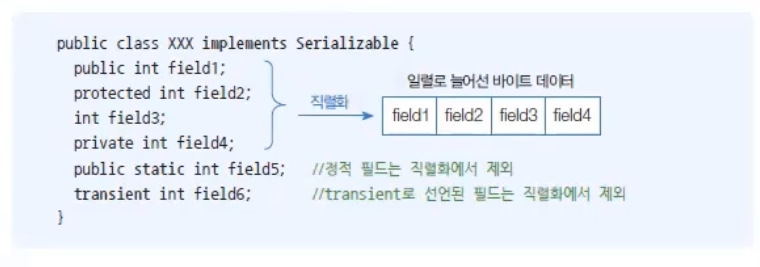 public class XXX implements Serializable {
public int field1;
protected int field2;
int field3;
private int field4;
직렬화
일렬로 늘어선 바이트 데이터
field1 field2 field3 field4
public static int field5; //정적 필드는 직렬화에서 제외
transient int field6; //transient로 선언된 필드는 직렬화에서 제외
}